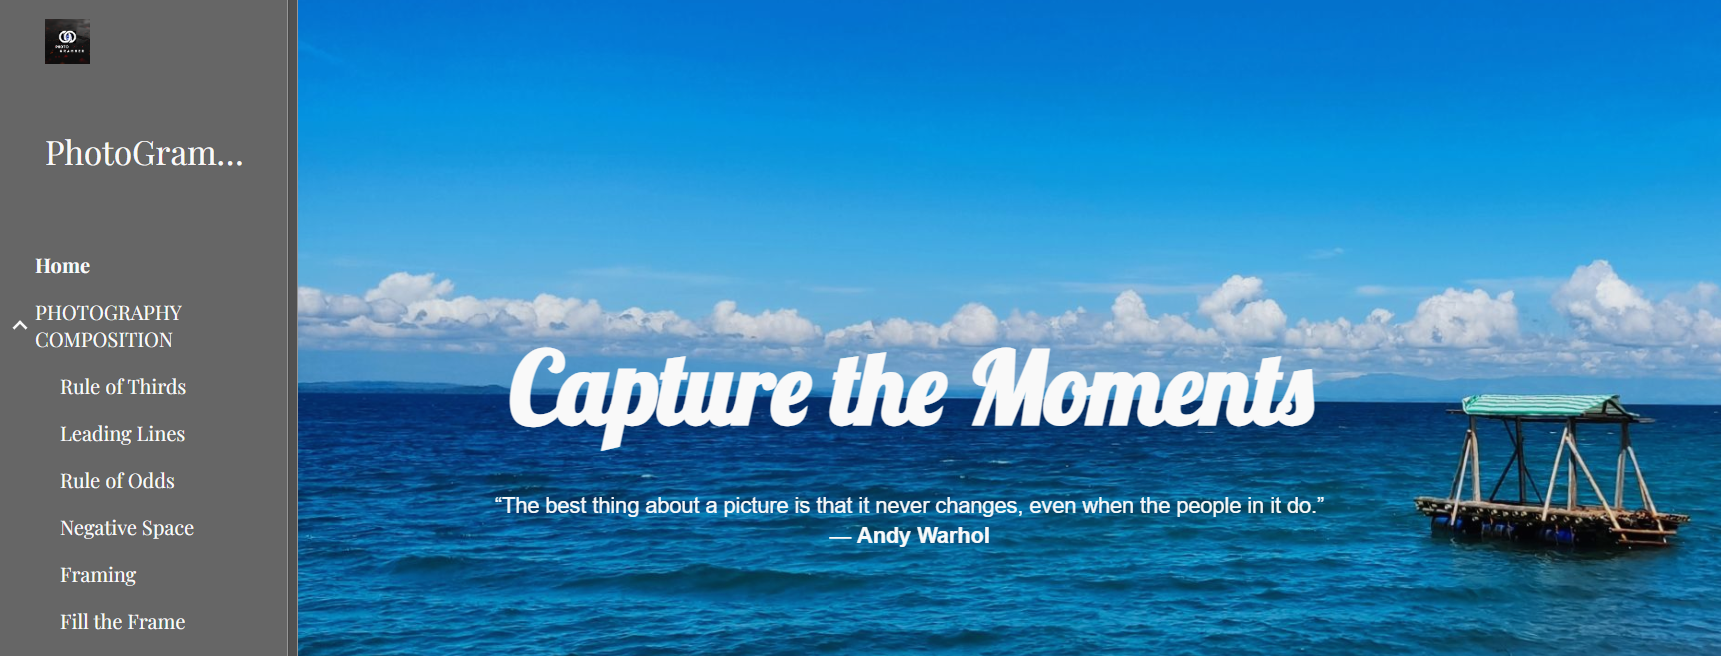 PHOTO
PhotoGram...
Home
PHOTOGRAPHY
COMPOSITION
Rule of Thirds
Leading Lines
Rule of Odds
Negative Space
Framing
Fill the Frame
Capture the Moments
“The best thing about a picture is that it never changes, even when the people in it do.”
— Andy Warhol